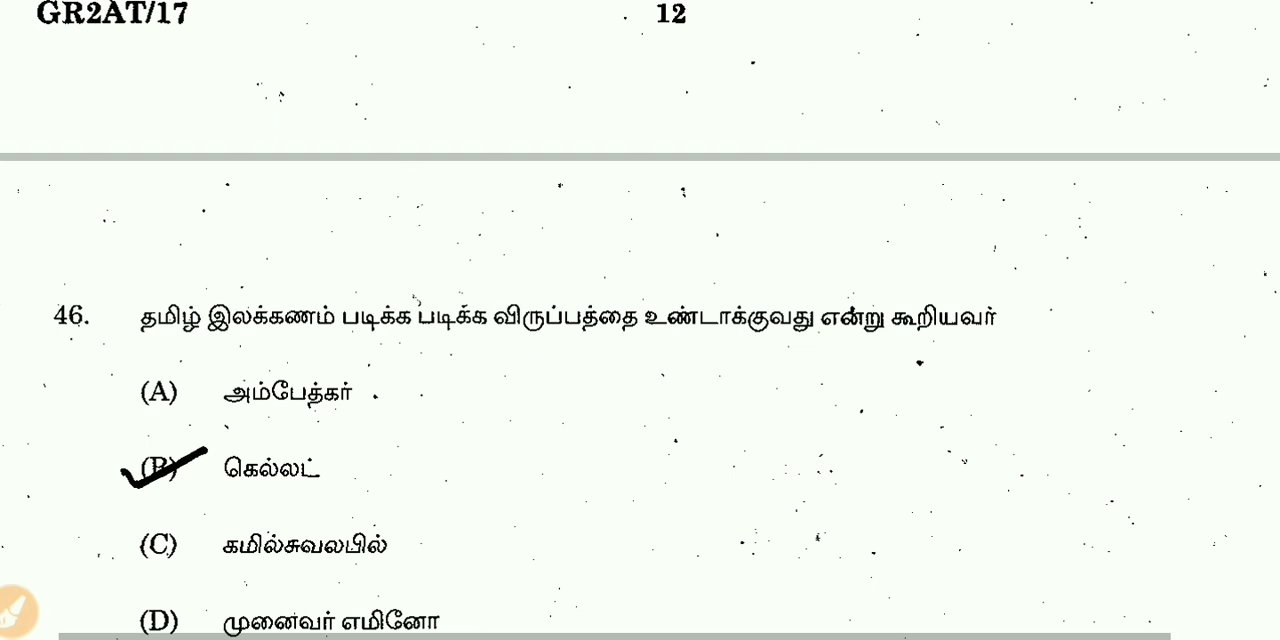 GR2AT/17 12
46. தமிழ் இலக்கணம் படிக்க படிக்க விருப்பத்தை உண்டாக்குவது என்று கூறியவர்
(A) அம்பேத்கர்
(B) கெல்லட்
(C) கமில்சுவலபில்
(D) முனைவர் எமினோ